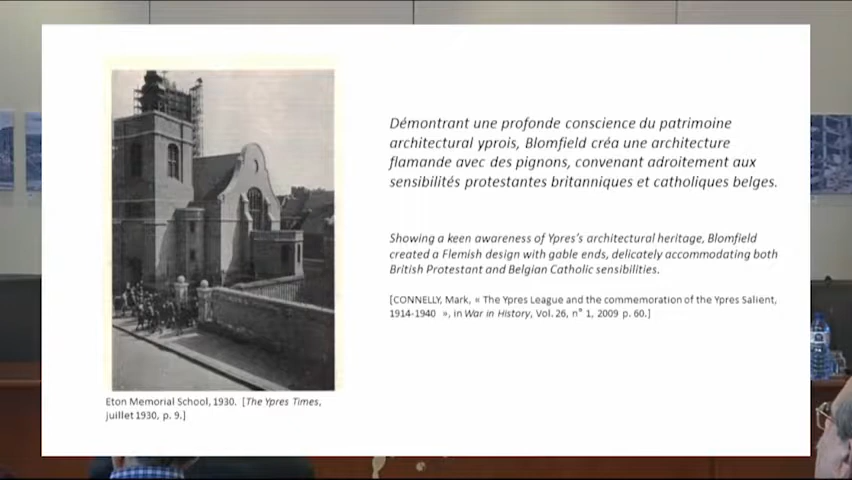 Démontrant une profonde conscience du patrimoine
architectural yprois, Blomfield créa une architecture
flamande avec des pignons, convenant adroitement aux
sensibilités protestantes britanniques et catholiques belges.
Showing a keen awareness of Ypres’s architectural heritage, Blomfield
created a Flemish design with gable ends, delicately accommodating both
British Protestant and Belgian Catholic sensibilities.
[CONNELLY, Mark, « The Ypres League and the commemoration of the Ypres Salient,
1914-1940 », in War in History, Vol. 26, n° 1, 2009 p. 60.]
Eton Memorial School, 1930. [The Ypres Times,
juillet 1930, p. 9.]